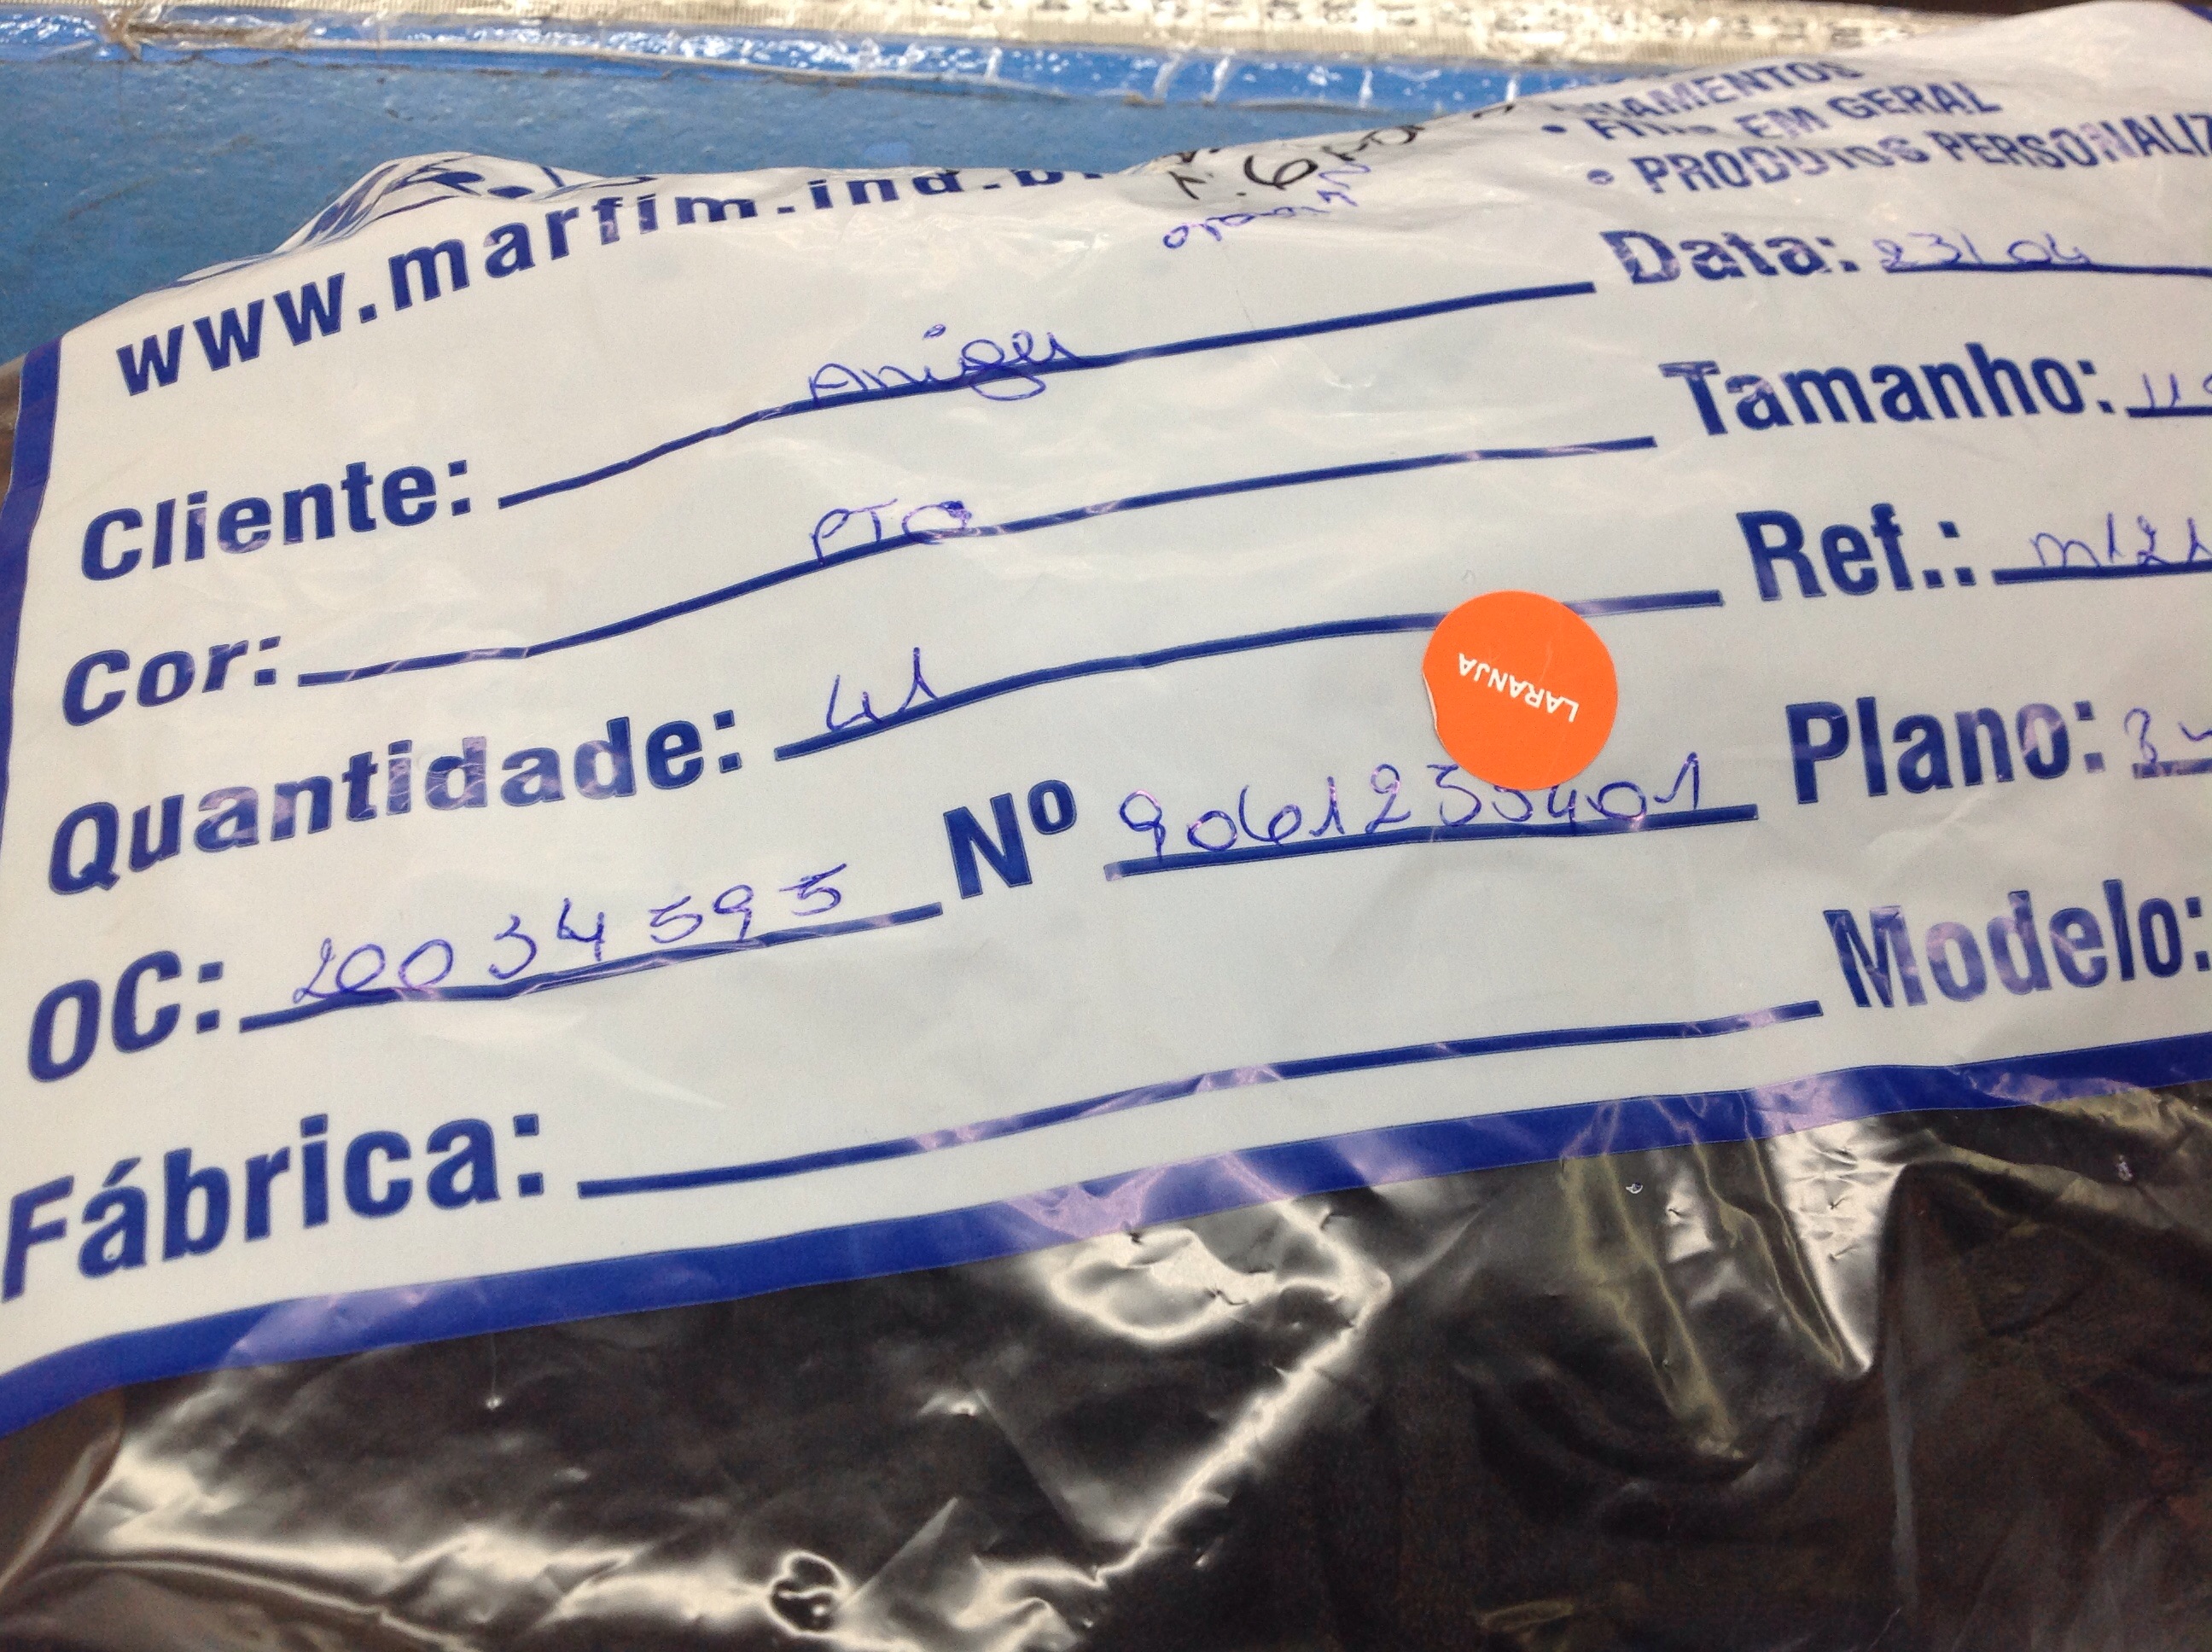 EM GERAL
• PRODUTOS PERSONALIZ
www.marfim.ind.b
Data: 23/04
Cliente:
Tamanho:
Cor: PTO
Ref.: m121
Quantidade: 41
LARANJA
Plano:
OC: 20034595 Nº 9061233401
Modelo:
Fábrica: